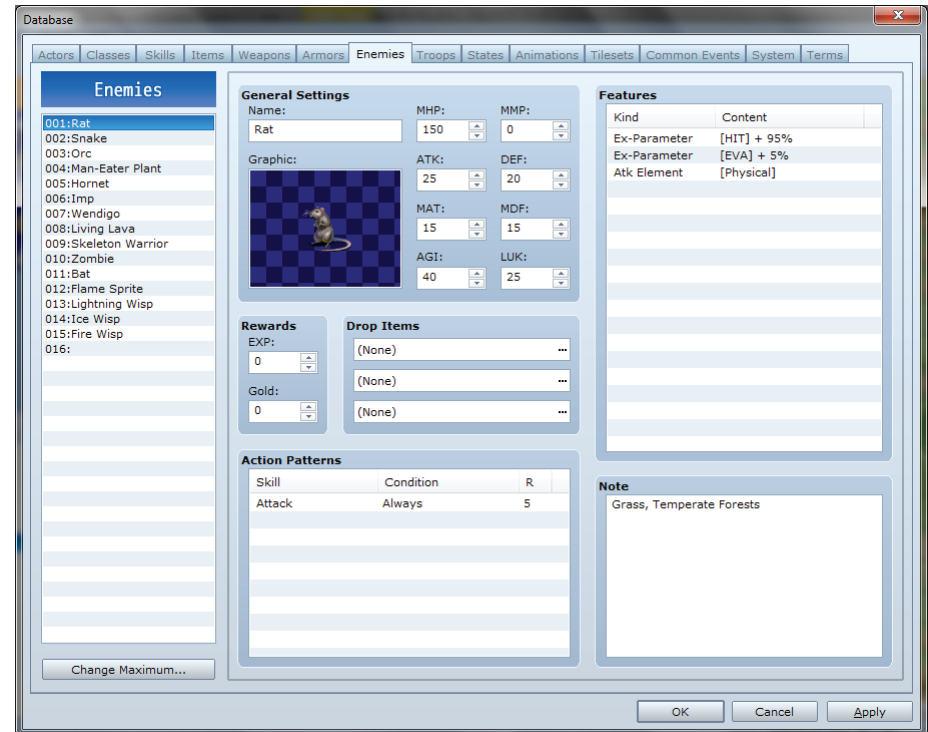 Database
x
Actors Classes Skills Items Weapons Armors Enemies Troops States Animations Tilesets Common Events System Terms
Enemies
001:Rat
002:Snake
003:Orc
004:Man-Eater Plant
005:Hornet
006:Imp
007:Wendigo
008:Living Lava
009:Skeleton Warrior
010:Zombie
011:Bat
012:Flame Sprite
013:Lightning Wisp
014:Ice Wisp
015:Fire Wisp
016:
Change Maximum...
General Settings
Name: MHP: MMP:
Rat 150 0
Graphic: ATK: DEF:
25 20
MAT: MDF:
15 15
AGI: LUK:
40 25
Rewards
EXP:
0
Gold:
0
Drop Items
(None) ...
(None) ...
(None) ...
Action Patterns
Skill Condition R
Attack Always 5
Features
Kind Content
Ex-Parameter [HIT] + 95%
Ex-Parameter [EVA] + 5%
Atk Element [Physical]
Note
Grass, Temperate Forests
OK Cancel Apply